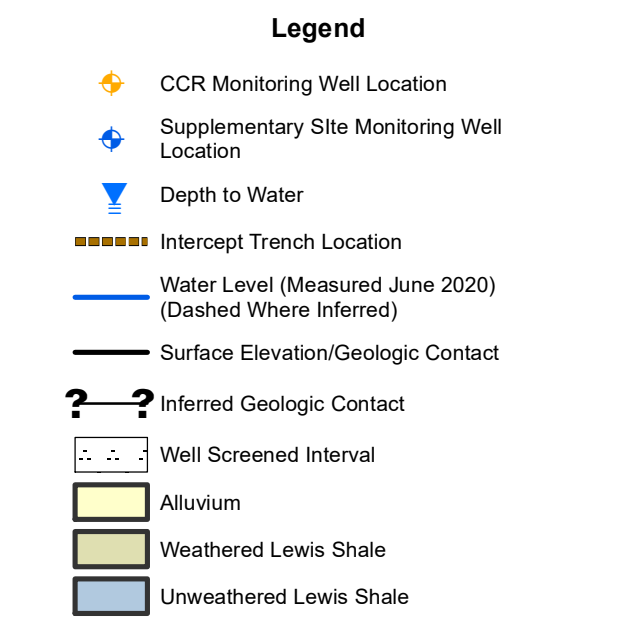 Legend
CCR Monitoring Well Location
Supplementary SIte Monitoring Well
Location
Depth to Water
Intercept Trench Location
Water Level (Measured June 2020)
(Dashed Where Inferred)
Surface Elevation/Geologic Contact
? ? Inferred Geologic Contact
Well Screened Interval
Alluvium
Weathered Lewis Shale
Unweathered Lewis Shale